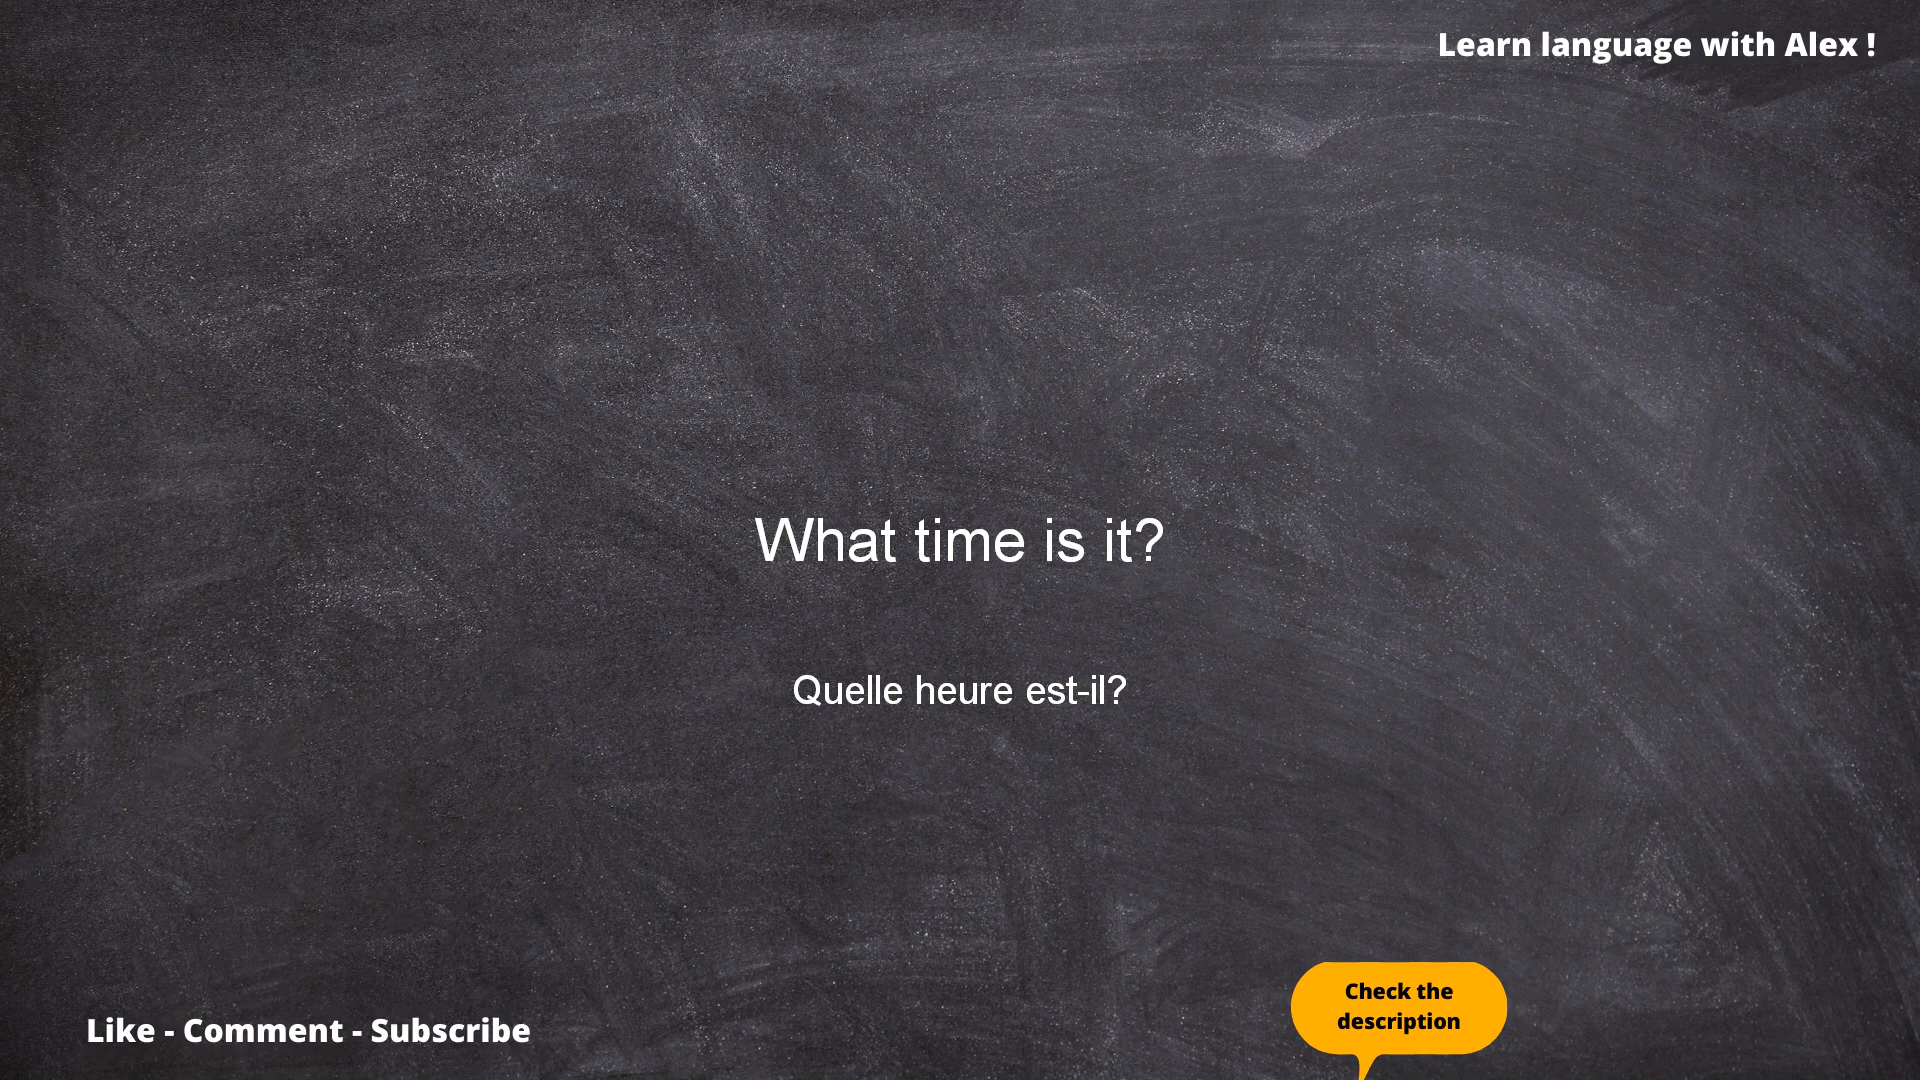 Learn language with Alex !
What time is it?
Quelle heure est-il?
Check the
description
Like - Comment - Subscribe